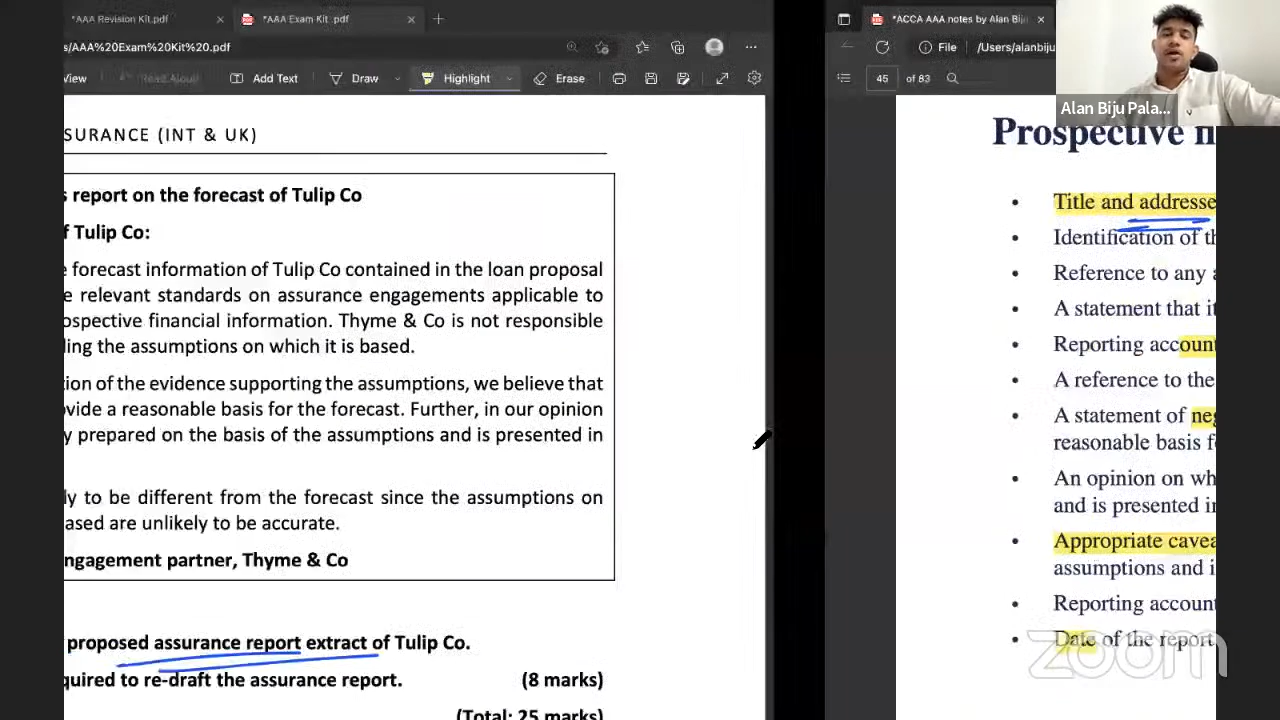 *AAA Revision Kit.pdf
*AAA Exam Kit .pdf
s/AAA%20Exam%20Kit%20.pdf
View
Read Aloud
Add Text
Draw
Highlight
Erase
SURANCE (INT & UK)
s report on the forecast of Tulip Co
f Tulip Co:
e forecast information of Tulip Co contained in the loan proposal
e relevant standards on assurance engagements applicable to
ospective financial information. Thyme & Co is not responsible
ding the assumptions on which it is based.
tion of the evidence supporting the assumptions, we believe that
ovide a reasonable basis for the forecast. Further, in our opinion
y prepared on the basis of the assumptions and is presented in
ly to be different from the forecast since the assumptions on
ased are unlikely to be accurate.
ngagement partner, Thyme & Co
proposed assurance report extract of Tulip Co.
quired to re-draft the assurance report. (8 marks)
(Total: 25 marks)
*ACCA AAA notes by Alan Biju
File
/Users/alanbiju
45 of 83
Alan Biju Pala...
Prospective
Title and addresse
Identification of th
Reference to any a
A statement that it
Reporting account
A reference to the
A statement of neg
reasonable basis f
An opinion on wh
and is presented in
Appropriate cavea
assumptions and i
Reporting account
Date of the report
zoom